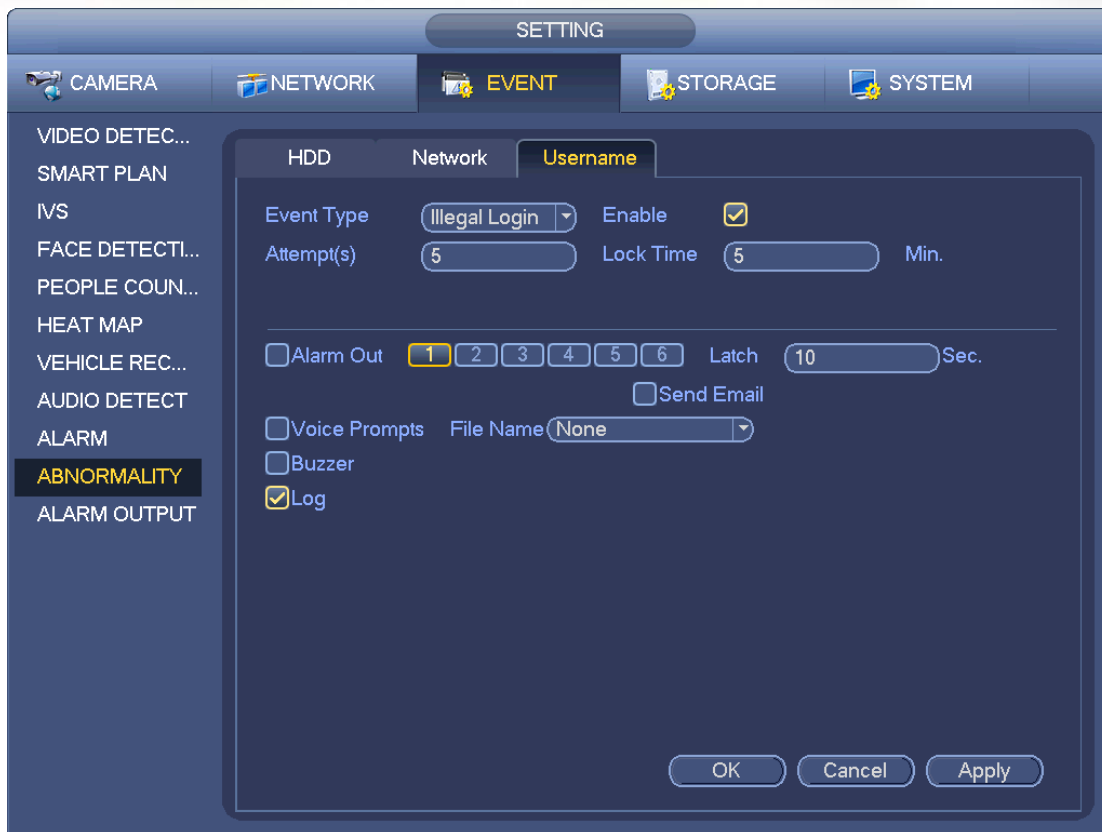 SETTING
CAMERA NETWORK EVENT STORAGE SYSTEM
VIDEO DETEC...
SMART PLAN
IVS
FACE DETECTI...
PEOPLE COUN...
HEAT MAP
VEHICLE REC...
AUDIO DETECT
ALARM
ABNORMALITY
ALARM OUTPUT
HDD Network Username
Event Type Illegal Login Enable
Attempt(s) 5 Lock Time 5 Min.
Alarm Out 1 2 3 4 5 6 Latch 10 Sec.
Send Email
Voice Prompts File Name None
Buzzer
Log
OK Cancel Apply